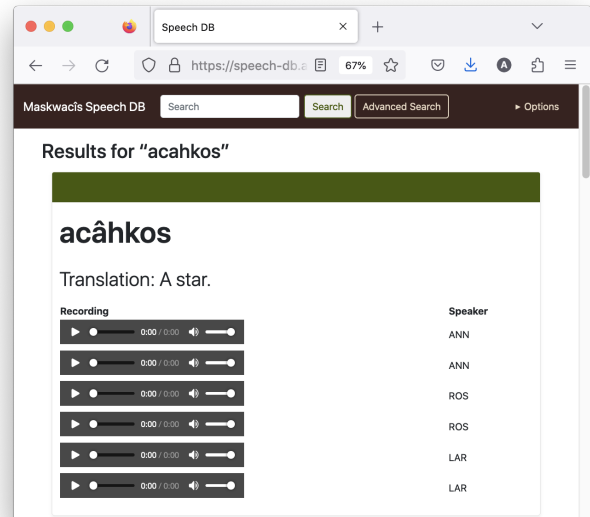 Speech DB
https://speech-db.a 67% A
Maskwacîs Speech DB Search Search Advanced Search ▸ Options
Results for “acahkos”
acâhkos
Translation: A star.
Recording Speaker
0:00 / 0:00 ANN
0:00 / 0:00 ANN
0:00 / 0:00 ROS
0:00 / 0:00 ROS
0:00 / 0:00 LAR
0:00 / 0:00 LAR